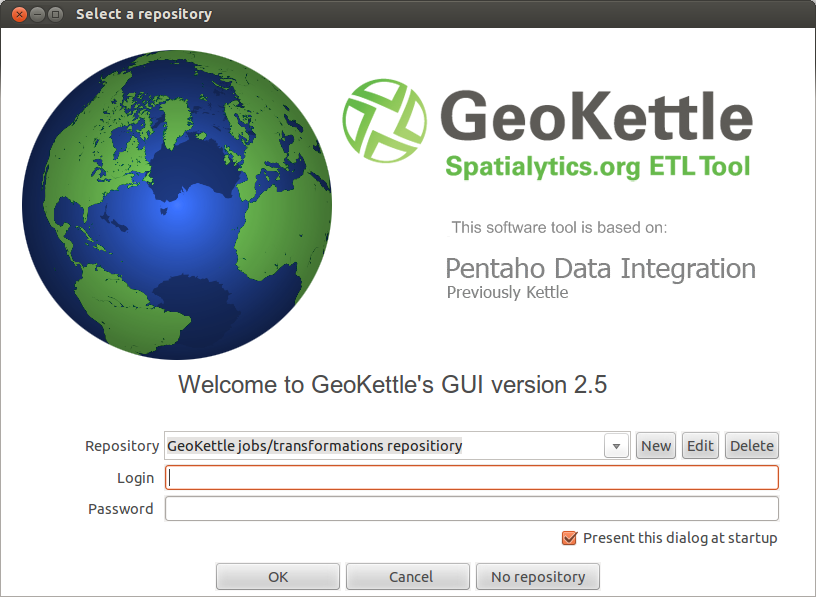 Select a repository
GeoKettle
Spatialytics.org ETL Tool
This software tool is based on:
Pentaho Data Integration
Previously Kettle
Welcome to GeoKettle's GUI version 2.5
Repository GeoKettle jobs/transformations repositiory New Edit Delete
Login
Password
Present this dialog at startup
OK Cancel No repository